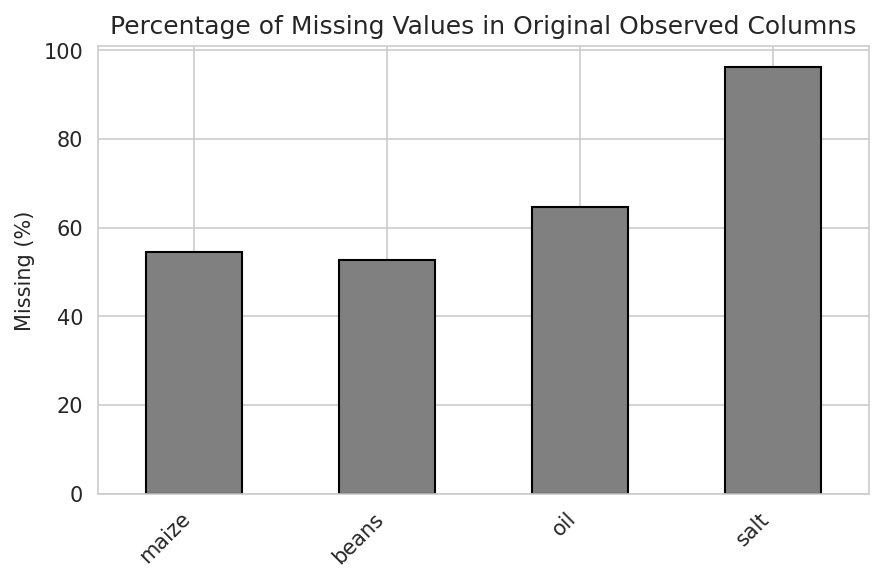 Percentage of Missing Values in Original Observed Columns
100
80
60
40
20
0
Missing (%)
maize
beans
oil
salt